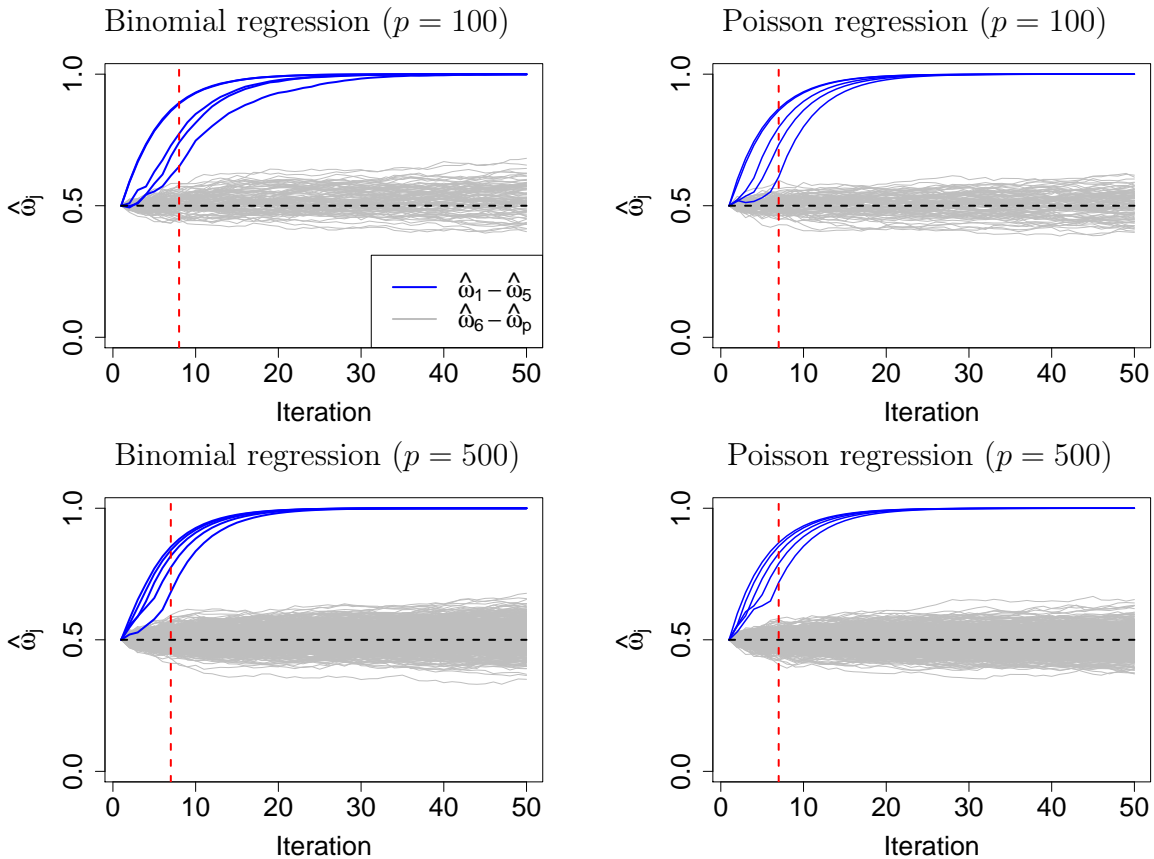 Binomial regression (p = 100)
ω̂j
1.0
0.5
0.0
ω̂1 – ω̂5
ω̂6 – ω̂p
0 10 20 30 40 50
Iteration
Poisson regression (p = 100)
ω̂j
1.0
0.5
0.0
0 10 20 30 40 50
Iteration
Binomial regression (p = 500)
ω̂j
1.0
0.5
0.0
0 10 20 30 40 50
Iteration
Poisson regression (p = 500)
ω̂j
1.0
0.5
0.0
0 10 20 30 40 50
Iteration